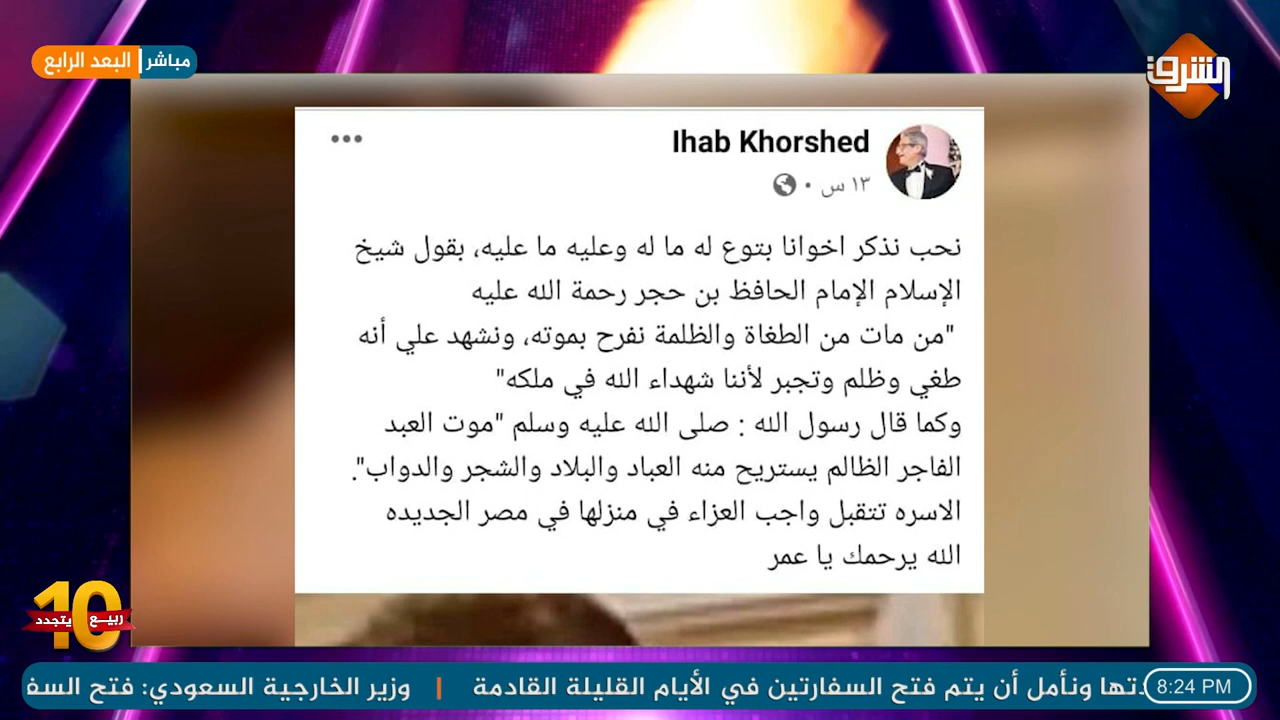 مباشر البعد الرابع
الشرق
Ihab Khorshed
١٣ س
نحب نذكر اخوانا بتوع له ما له وعليه ما عليه، بقول شيخ
الإسلام الإمام الحافظ بن حجر رحمة الله عليه
"من مات من الطغاة والظلمة نفرح بموته، ونشهد علي أنه
طغي وظلم وتجبر لأننا شهداء الله في ملكه"
وكما قال رسول الله : صلى الله عليه وسلم "موت العبد
الفاجر الظالم يستريح منه العباد والبلاد والشجر والدواب".
الاسره تتقبل واجب العزاء في منزلها في مصر الجديده
الله يرحمك يا عمر
10
ربيع يتجدد
8:24 PM
ونأمل أن يتم فتح السفارتين في الأيام القليلة القادمة | وزير الخارجية السعودي: فتح